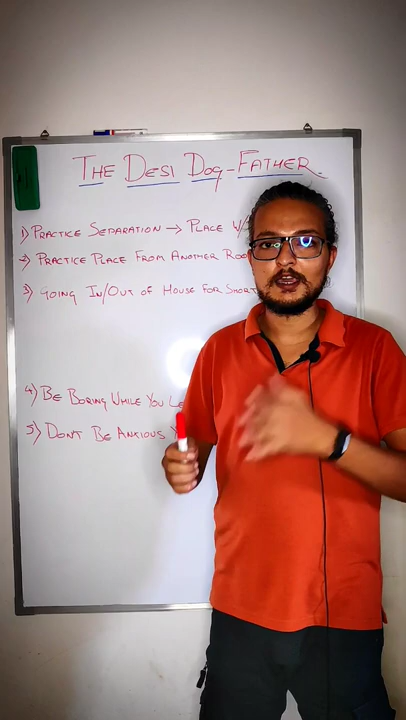 THE DESI DOG-FATHER
1) PRACTICE SEPARATION → PLACE W/
2) PRACTICE PLACE FROM ANOTHER
3) GOING IN/OUT OF HOUSE FOR SHORT
4) BE BORING WHILE YOU
5) DON'T BE ANXIOUS